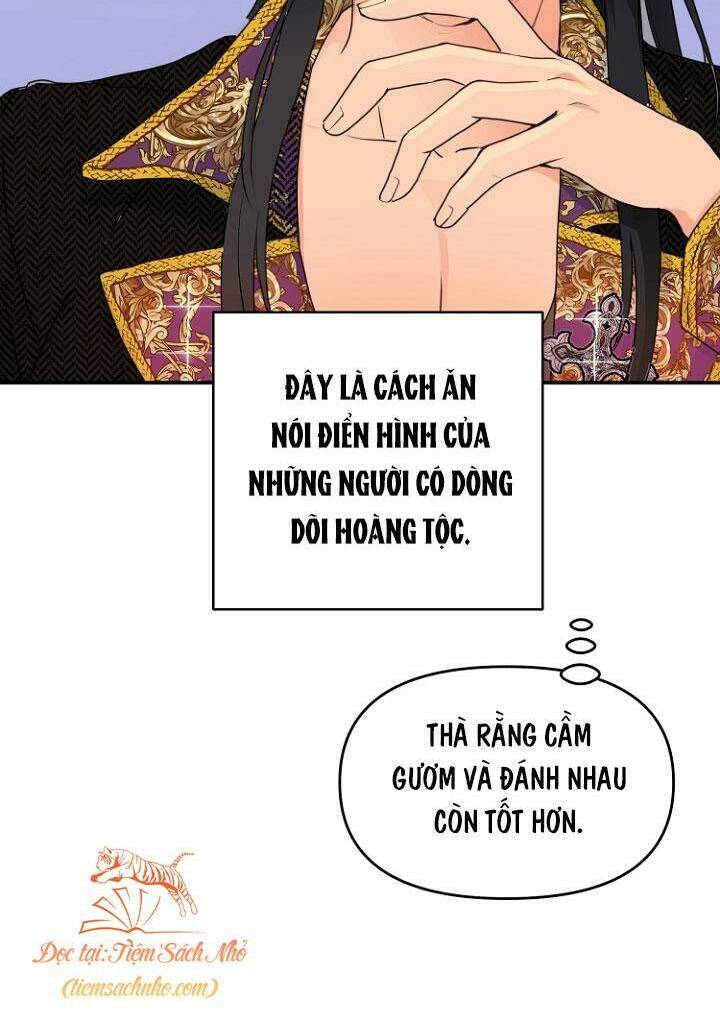 ĐÂY LÀ CÁCH ĂN
NÓI ĐIỂN HÌNH CỦA
NHỮNG NGƯỜI CÓ DÒNG
DÕI HOÀNG TỘC.
THÀ RẰNG CẦM
GƯƠM VÀ ĐÁNH NHAU
CÒN TỐT HƠN.
Đọc tại: Tiệm Sách Nhỏ
(tiemsachnho.com)